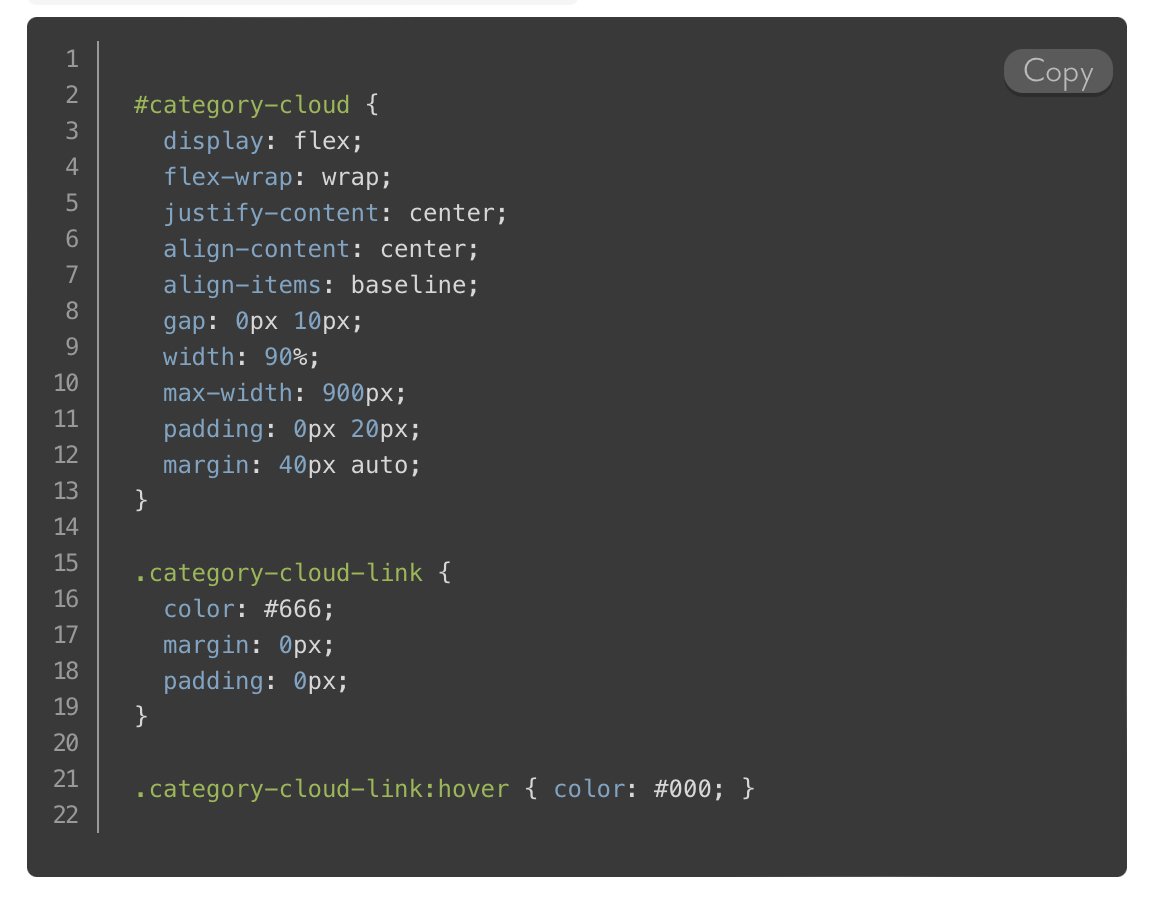 Copy
1
2 #category-cloud {
3 display: flex;
4 flex-wrap: wrap;
5 justify-content: center;
6 align-content: center;
7 align-items: baseline;
8 gap: 0px 10px;
9 width: 90%;
10 max-width: 900px;
11 padding: 0px 20px;
12 margin: 40px auto;
13 }
14
15 .category-cloud-link {
16 color: #666;
17 margin: 0px;
18 padding: 0px;
19 }
20
21 .category-cloud-link:hover { color: #000; }
22